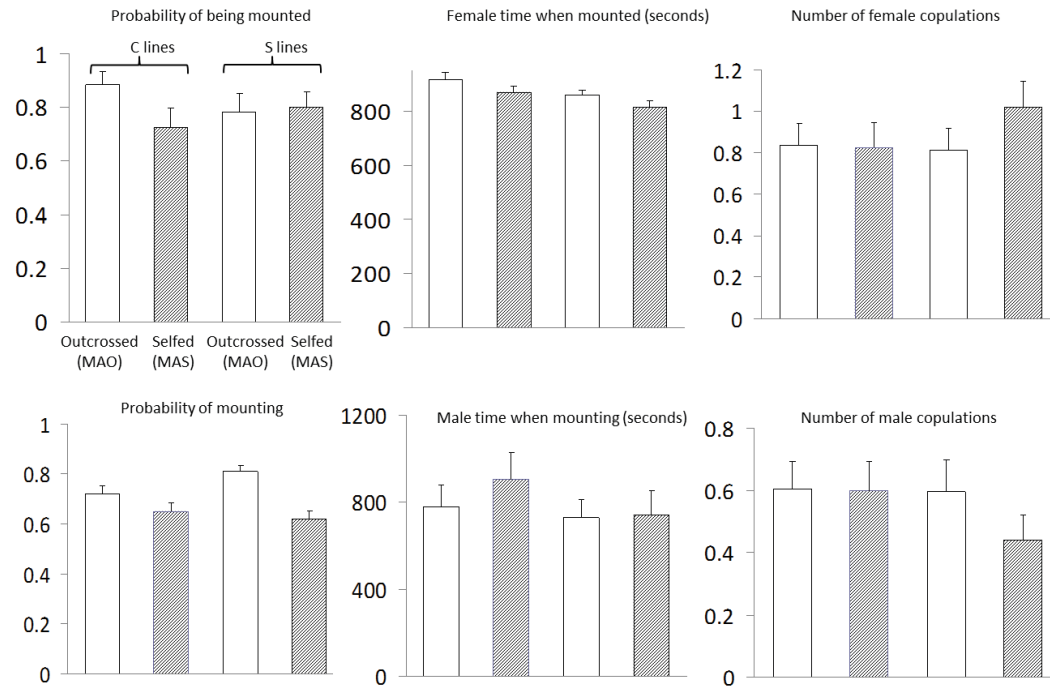 Probability of being mounted
Female time when mounted (seconds)
Number of female copulations
C lines
S lines
1
0.8
0.6
0.4
0.2
0
Outcrossed
(MAO)
Selfed
(MAS)
Outcrossed
(MAO)
Selfed
(MAS)
800
600
400
200
0
1.2
1
0.8
0.6
0.4
0.2
0
Probability of mounting
Male time when mounting (seconds)
Number of male copulations
1
0.8
0.6
0.4
0.2
0
1200
800
400
0
0.8
0.6
0.4
0.2
0